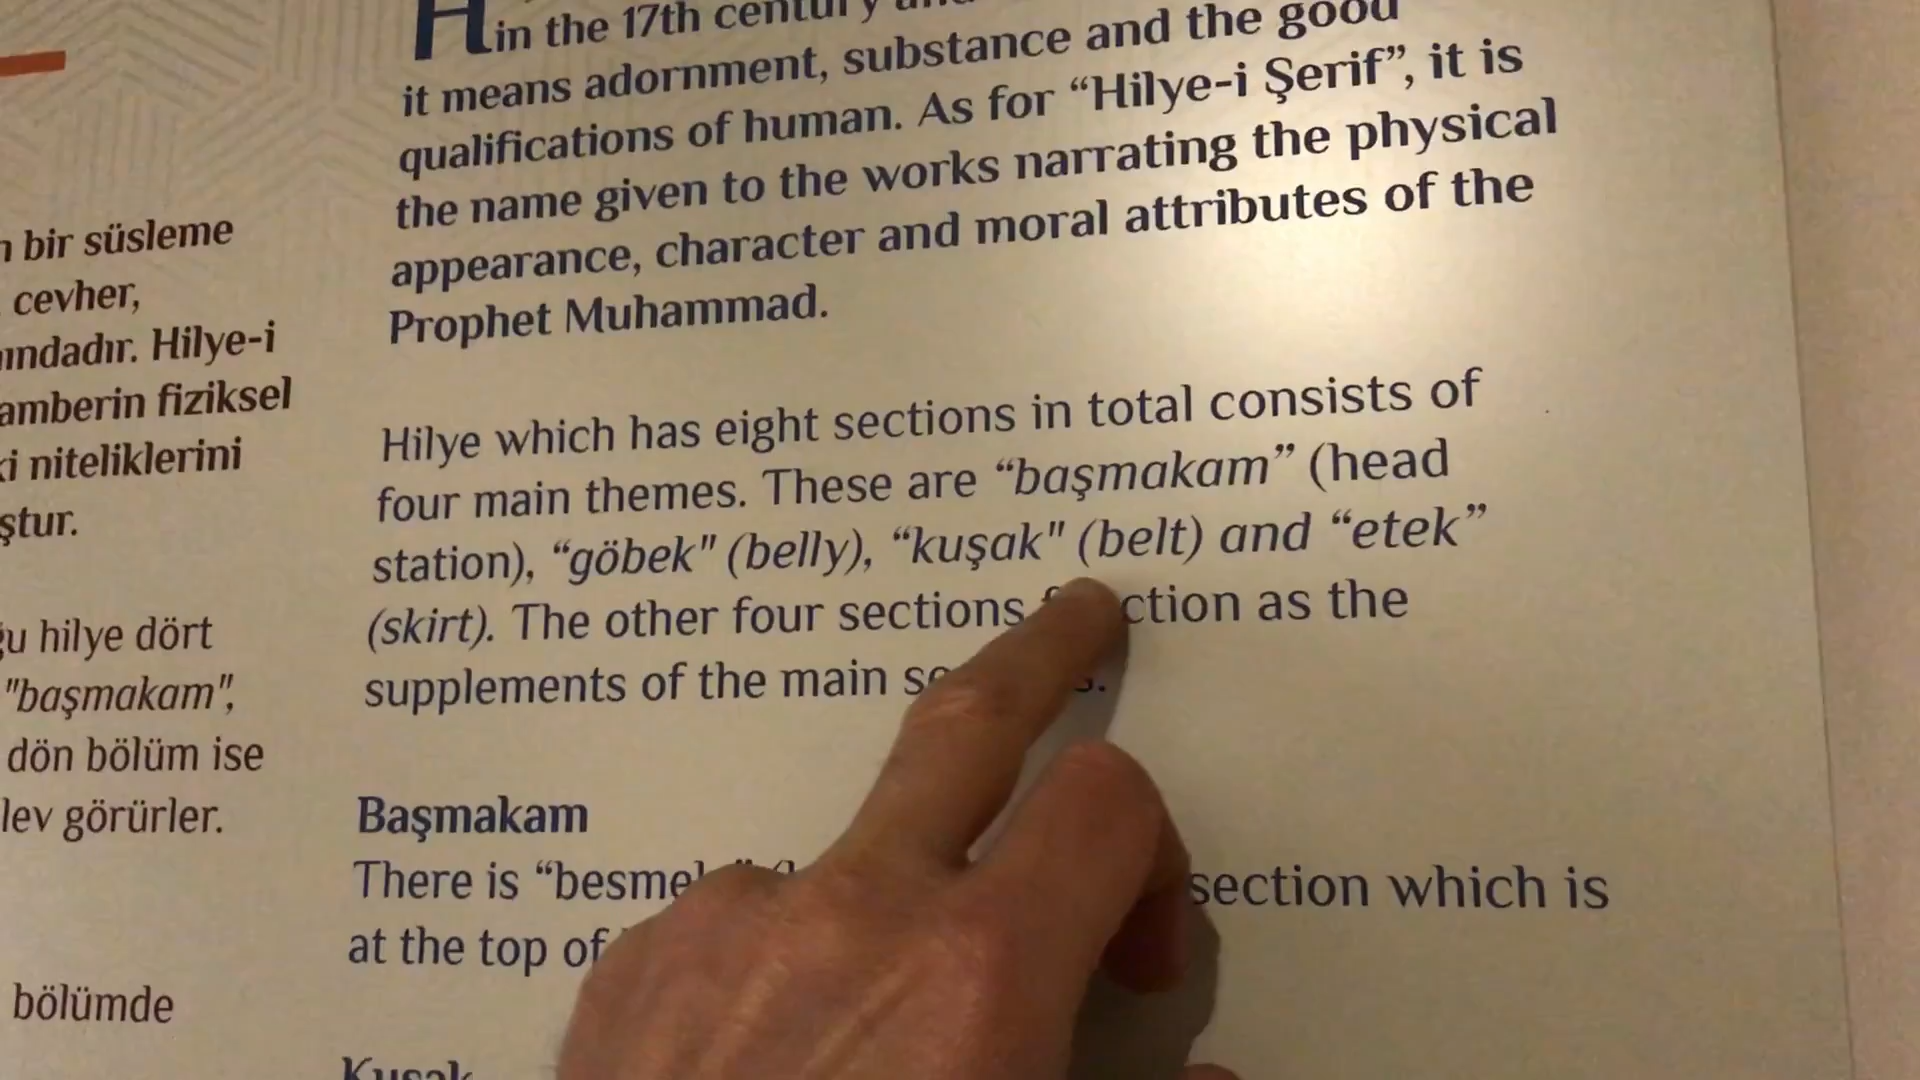 n bir süsleme
cevher,
ındadır. Hilye-i
amberin fiziksel
ki niteliklerini
ştur.
ğu hilye dört
"başmakam",
dön bölüm ise
lev görürler.
bölümde
in the 17th century
it means adornment, substance and the good
qualifications of human. As for “Hilye-i Şerif”, it is
the name given to the works narrating the physical
appearance, character and moral attributes of the
Prophet Muhammad.
Hilye which has eight sections in total consists of
four main themes. These are “başmakam” (head
station), “göbek" (belly), “kuşak" (belt) and “etek”
(skirt). The other four sections ction as the
supplements of the main
Başmakam
There is section which is
at the top of
Kuşak